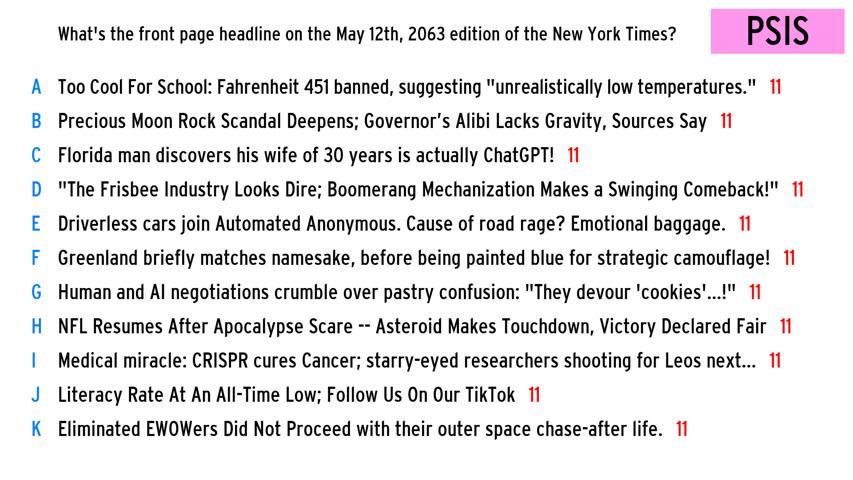 What's the front page headline on the May 12th, 2063 edition of the New York Times?
PSIS
A Too Cool For School: Fahrenheit 451 banned, suggesting "unrealistically low temperatures." 11
B Precious Moon Rock Scandal Deepens; Governor’s Alibi Lacks Gravity, Sources Say 11
C Florida man discovers his wife of 30 years is actually ChatGPT! 11
D "The Frisbee Industry Looks Dire; Boomerang Mechanization Makes a Swinging Comeback!" 11
E Driverless cars join Automated Anonymous. Cause of road rage? Emotional baggage. 11
F Greenland briefly matches namesake, before being painted blue for strategic camouflage! 11
G Human and AI negotiations crumble over pastry confusion: "They devour 'cookies'...!" 11
H NFL Resumes After Apocalypse Scare -- Asteroid Makes Touchdown, Victory Declared Fair 11
I Medical miracle: CRISPR cures Cancer; starry-eyed researchers shooting for Leos next... 11
J Literacy Rate At An All-Time Low; Follow Us On Our TikTok 11
K Eliminated EWOWers Did Not Proceed with their outer space chase-after life. 11